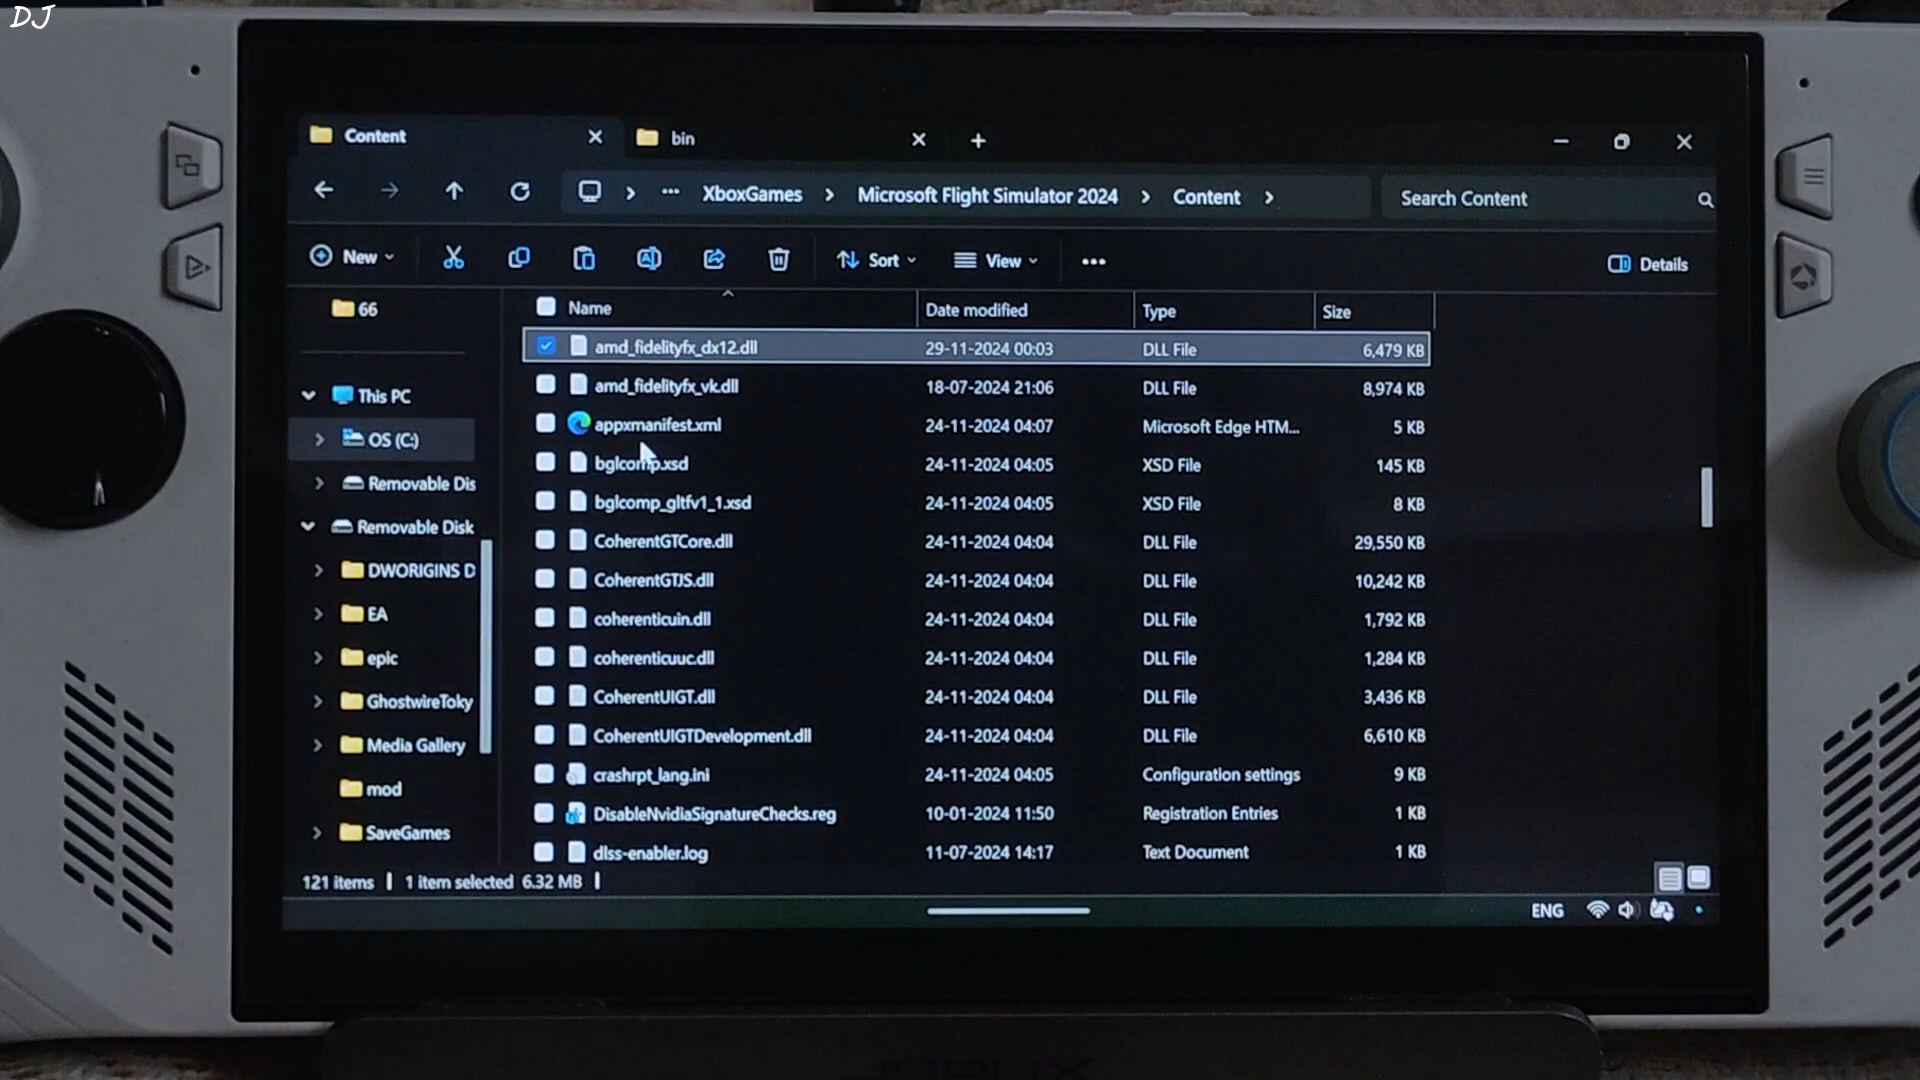 DJ
Content
bin
XboxGames > Microsoft Flight Simulator 2024 > Content >
Search Content
New
Sort
View
Details
66
This PC
OS (C:)
Removable Dis
Removable Disk
DWORIGINS D
EA
epic
GhostwireToky
Media Gallery
mod
SaveGames
Name Date modified Type Size
amd_fidelityfx_dx12.dll 29-11-2024 00:03 DLL File 6,479 KB
amd_fidelityfx_vk.dll 18-07-2024 21:06 DLL File 8,974 KB
appxmanifest.xml 24-11-2024 04:07 Microsoft Edge HTM... 5 KB
bglcomp.xsd 24-11-2024 04:05 XSD File 145 KB
bglcomp_gltfv1_1.xsd 24-11-2024 04:05 XSD File 8 KB
CoherentGTCore.dll 24-11-2024 04:04 DLL File 29,550 KB
CoherentGTJS.dll 24-11-2024 04:04 DLL File 10,242 KB
coherenticuin.dll 24-11-2024 04:04 DLL File 1,792 KB
coherenticuuc.dll 24-11-2024 04:04 DLL File 1,284 KB
CoherentUIGT.dll 24-11-2024 04:04 DLL File 3,436 KB
CoherentUIGTDevelopment.dll 24-11-2024 04:04 DLL File 6,610 KB
crashrpt_lang.ini 24-11-2024 04:05 Configuration settings 9 KB
DisableNvidiaSignatureChecks.reg 10-01-2024 11:50 Registration Entries 1 KB
dlss-enabler.log 11-07-2024 14:17 Text Document 1 KB
121 items | 1 item selected 6.32 MB |
ENG